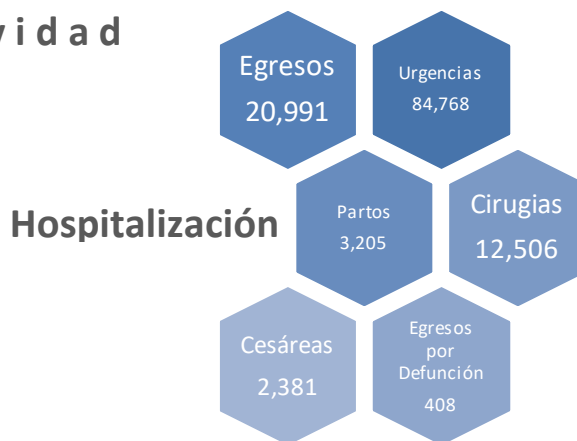 v i d a d
Egresos
20,991
Urgencias
84,768
Hospitalización
Partos
3,205
Cirugias
12,506
Cesáreas
2,381
Egresos
por
Defunción
408